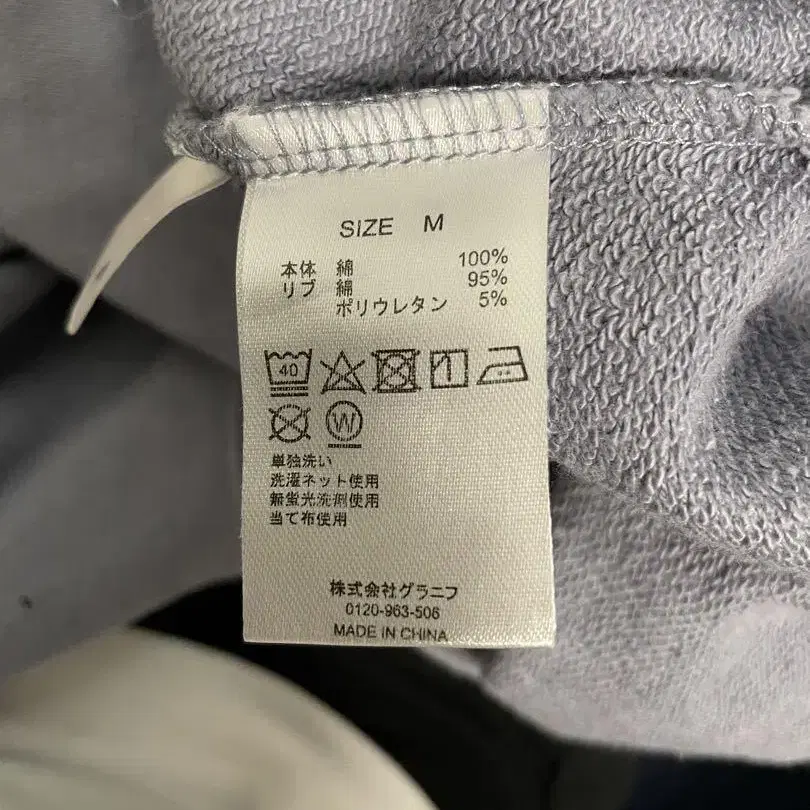 SIZE M
本体 綿 100%
リブ 綿 95%
ポリウレタン 5%
40
W
単独洗い
洗濯ネット使用
無蛍光洗剤使用
当て布使用
株式会社グラニフ
0120-963-506
MADE IN CHINA